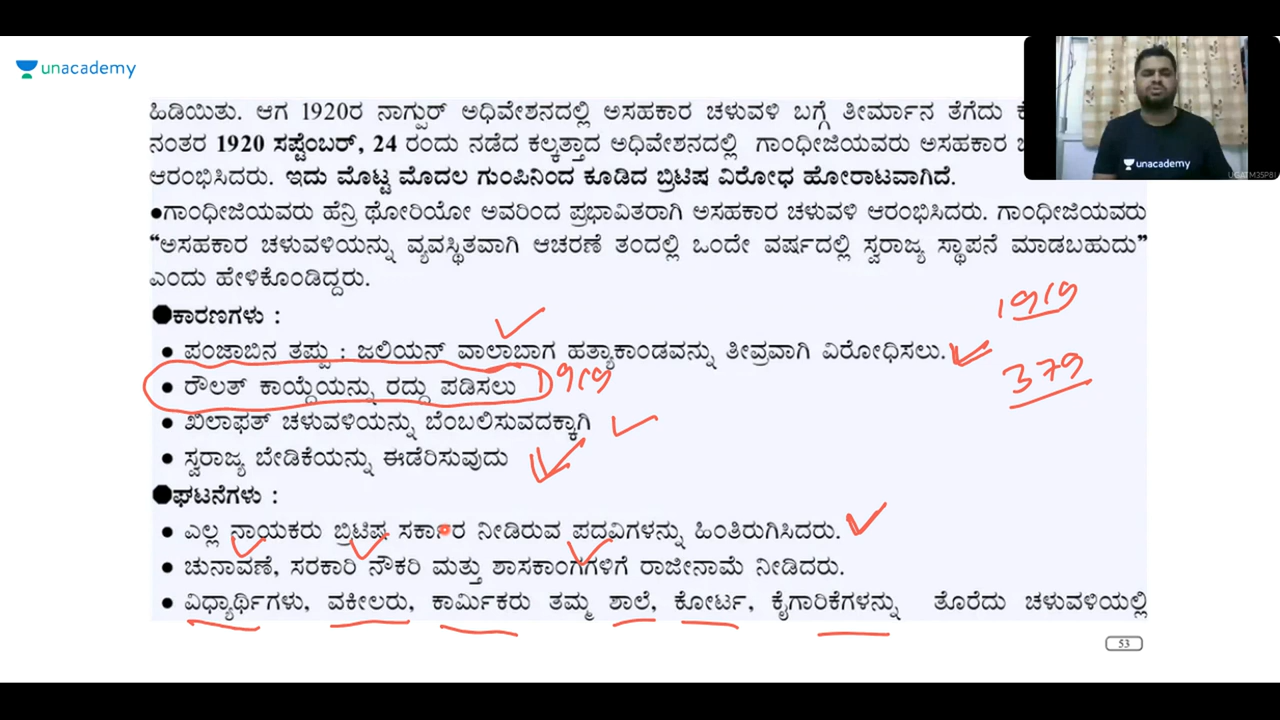 unacademy
ಹಿಡಿಯಿತು. ಆಗ 1920ರ ನಾಗ್ಪುರ್ ಅಧಿವೇಶನದಲ್ಲಿ ಅಸಹಕಾರ ಚಳುವಳಿ ಬಗ್ಗೆ ತೀರ್ಮಾನ ತೆಗೆದು
ನಂತರ 1920 ಸಪ್ಟೆಂಬರ್, 24 ರಂದು ನಡೆದ ಕಲ್ಕತ್ತಾದ ಅಧಿವೇಶನದಲ್ಲಿ ಗಾಂಧೀಜಿಯವರು ಅಸಹಕಾರ
ಆರಂಭಿಸಿದರು. ಇದು ಮೊಟ್ಟ ಮೊದಲ ಗುಂಪಿನಿಂದ ಕೂಡಿದ ಬ್ರಿಟಿಷ ವಿರೋಧ ಹೋರಾಟವಾಗಿದೆ.
unacademy
UGATM35P8I
●ಗಾಂಧೀಜಿಯವರು ಹೆನ್ರಿ ಥೋರಿಯೋ ಅವರಿಂದ ಪ್ರಭಾವಿತರಾಗಿ ಅಸಹಕಾರ ಚಳುವಳಿ ಆರಂಭಿಸಿದರು. ಗಾಂಧೀಜಿಯವರು
“ಅಸಹಕಾರ ಚಳುವಳಿಯನ್ನು ವ್ಯವಸ್ಥಿತವಾಗಿ ಆಚರಣೆ ತಂದಲ್ಲಿ ಒಂದೇ ವರ್ಷದಲ್ಲಿ ಸ್ವರಾಜ್ಯ ಸ್ಥಾಪನೆ ಮಾಡಬಹುದು”
ಎಂದು ಹೇಳಿಕೊಂಡಿದ್ದರು.
●ಕಾರಣಗಳು :
1919
• ಪಂಜಾಬಿನ ತಪ್ಪು : ಜಲಿಯನ್ ವಾಲಾಬಾಗ ಹತ್ಯಾಕಾಂಡವನ್ನು ತೀವ್ರವಾಗಿ ವಿರೋಧಿಸಲು.
• ರೌಲತ್ ಕಾಯ್ದೆಯನ್ನು ರದ್ದು ಪಡಿಸಲು 1919
379
• ಖಿಲಾಫತ್ ಚಳುವಳಿಯನ್ನು ಬೆಂಬಲಿಸುವದಕ್ಕಾಗಿ
• ಸ್ವರಾಜ್ಯ ಬೇಡಿಕೆಯನ್ನು ಈಡೆರಿಸುವುದು
●ಘಟನೆಗಳು :
• ಎಲ್ಲ ನಾಯಕರು ಬ್ರಿಟಿಷ ಸರ್ಕಾರ ನೀಡಿರುವ ಪದವಿಗಳನ್ನು ಹಿಂತಿರುಗಿಸಿದರು.
• ಚುನಾವಣೆ, ಸರಕಾರಿ ನೌಕರಿ ಮತ್ತು ಶಾಸಕಾಂಗಗಳಿಗೆ ರಾಜೀನಾಮೆ ನೀಡಿದರು.
• ವಿಧ್ಯಾರ್ಥಿಗಳು, ವಕೀಲರು, ಕಾರ್ಮಿಕರು ತಮ್ಮ ಶಾಲೆ, ಕೋರ್ಟ, ಕೈಗಾರಿಕೆಗಳನ್ನು ತೊರೆದು ಚಳುವಳಿಯಲ್ಲಿ
53